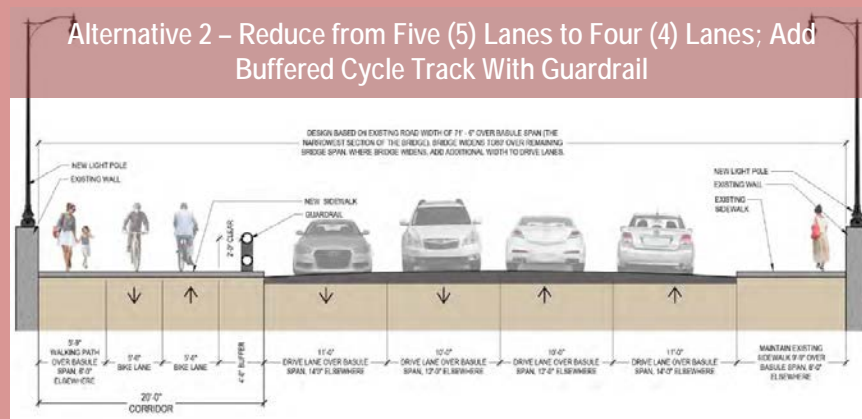 Alternative 2 – Reduce from Five (5) Lanes to Four (4) Lanes; Add
Buffered Cycle Track With Guardrail
DESIGN BASED ON EXISTING ROAD WIDTH OF 71' - 6" OVER BASULE SPAN (THE
NARROWEST SECTION OF THE BRIDGE). BRIDGE WIDENS TO 80' OVER REMAINING
BRIDGE SPAN. WHERE BRIDGE WIDENS, ADD ADDITIONAL WIDTH TO DRIVE LANES.
NEW LIGHT POLE
EXISTING WALL
NEW SIDEWALK
GUARDRAIL
2'-0" CLEAR
NEW LIGHT POLE
EXISTING WALL
EXISTING
SIDEWALK
WALKING PATH
OVER BASULE
SPAN, 8'-0"
ELSEWHERE
BIKE LANE
BIKE LANE
4'-0" BUFFER
11'-0"
DRIVE LANE OVER BASULE
SPAN, 14'0" ELSEWHERE
10'-0"
DRIVE LANE OVER BASULE
SPAN, 12'-0" ELSEWHERE
10'-0"
DRIVE LANE OVER BASULE
SPAN, 12'-0" ELSEWHERE
11'-0"
DRIVE LANE OVER BASULE
SPAN, 14'-0" ELSEWHERE
MAINTAIN EXISTING
SIDEWALK 9'-9" OVER
BASULE SPAN, 8'-0"
ELSEWHERE
20'-0"
CORRIDOR